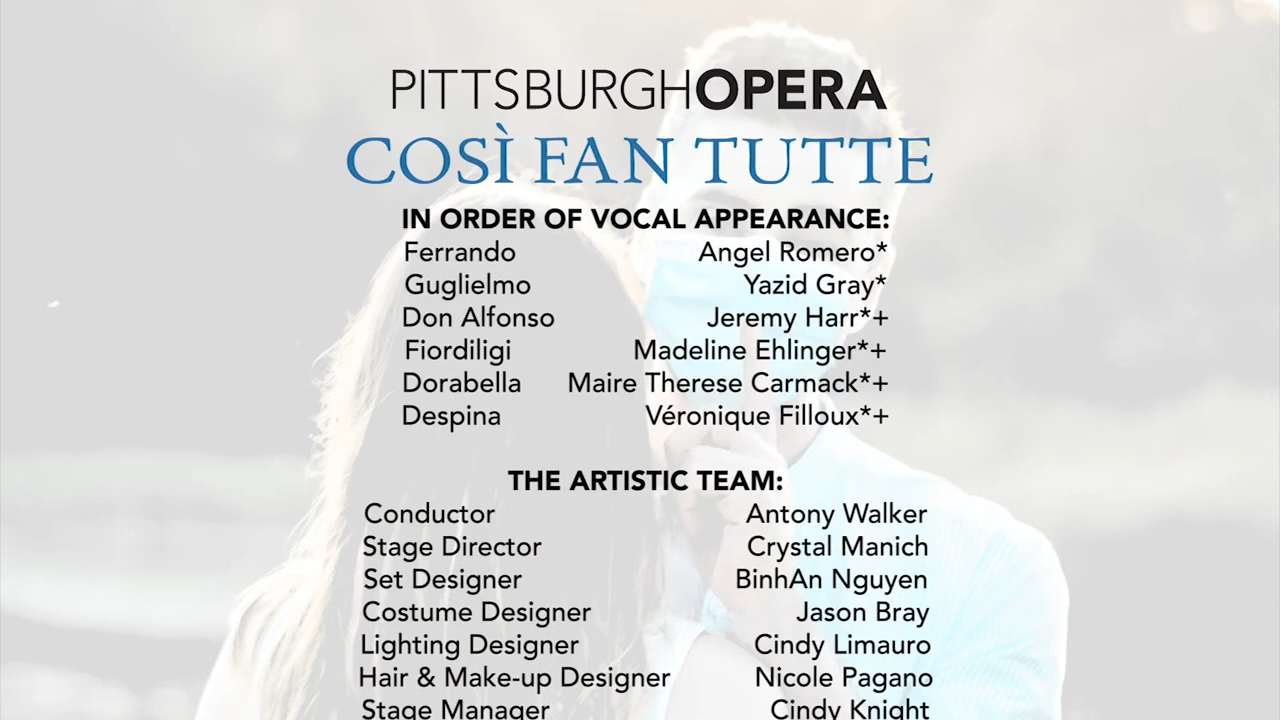 PITTSBURGHOPERA
COSÌ FAN TUTTE
IN ORDER OF VOCAL APPEARANCE:
Ferrando Angel Romero*
Guglielmo Yazid Gray*
Don Alfonso Jeremy Harr*+
Fiordiligi Madeline Ehlinger*+
Dorabella Maire Therese Carmack*+
Despina Véronique Filloux*+
THE ARTISTIC TEAM:
Conductor Antony Walker
Stage Director Crystal Manich
Set Designer BinhAn Nguyen
Costume Designer Jason Bray
Lighting Designer Cindy Limauro
Hair & Make-up Designer Nicole Pagano
Stage Manager Cindy Knight